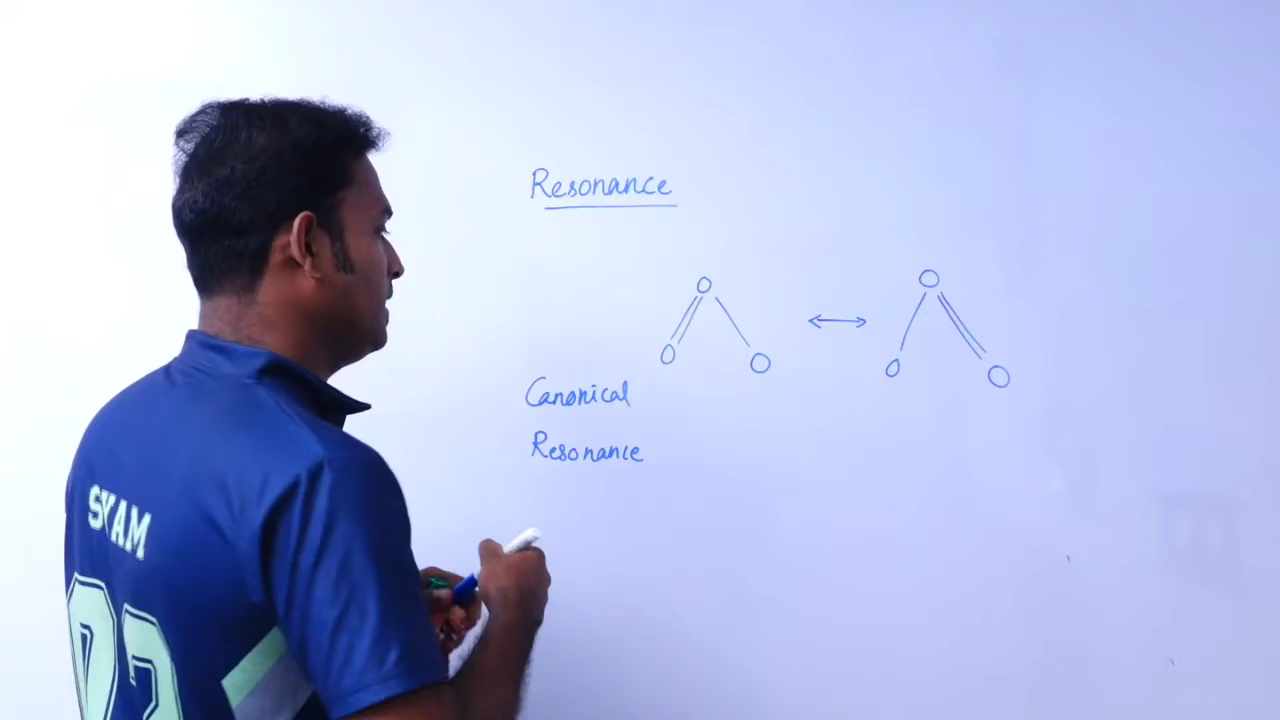 Resonance
O O
O O O O
Canonical
Resonance
SYAM